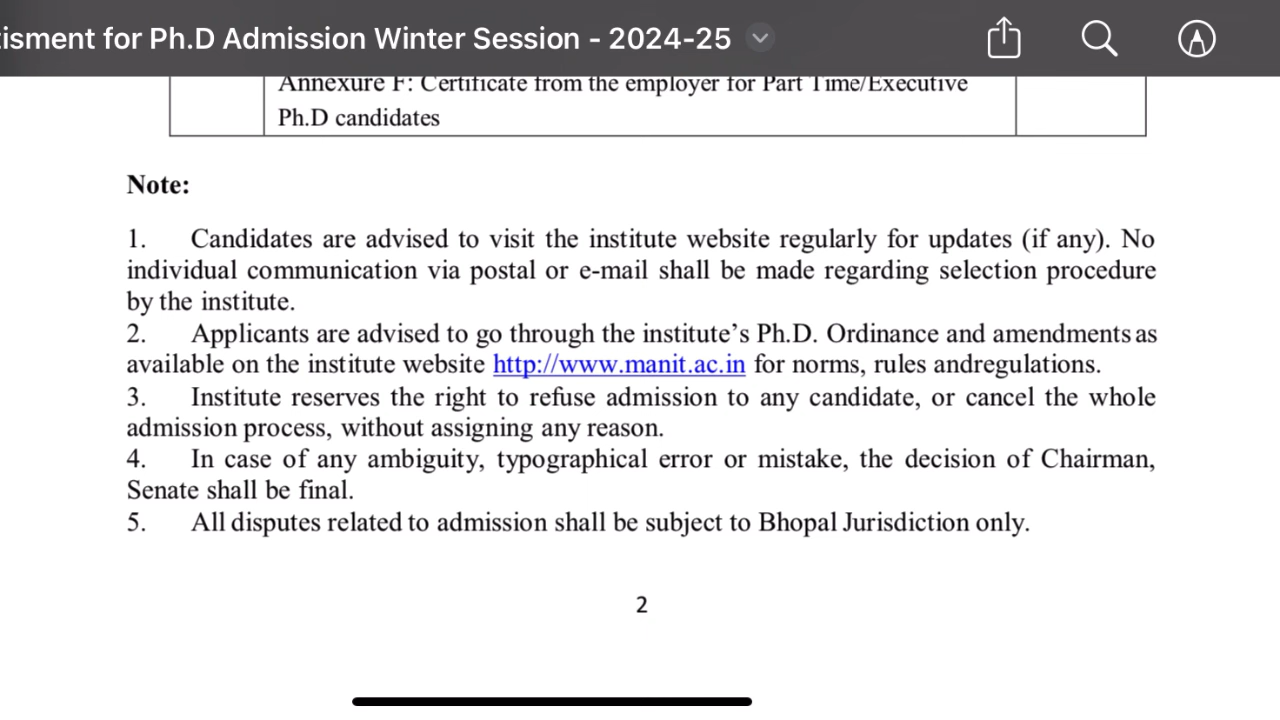 isment for Ph.D Admission Winter Session - 2024-25
Annexure F: Certificate from the employer for Part Time/Executive
Ph.D candidates
Note:
1. Candidates are advised to visit the institute website regularly for updates (if any). No
individual communication via postal or e-mail shall be made regarding selection procedure
by the institute.
2. Applicants are advised to go through the institute’s Ph.D. Ordinance and amendments as
available on the institute website http://www.manit.ac.in for norms, rules andregulations.
3. Institute reserves the right to refuse admission to any candidate, or cancel the whole
admission process, without assigning any reason.
4. In case of any ambiguity, typographical error or mistake, the decision of Chairman,
Senate shall be final.
5. All disputes related to admission shall be subject to Bhopal Jurisdiction only.
2